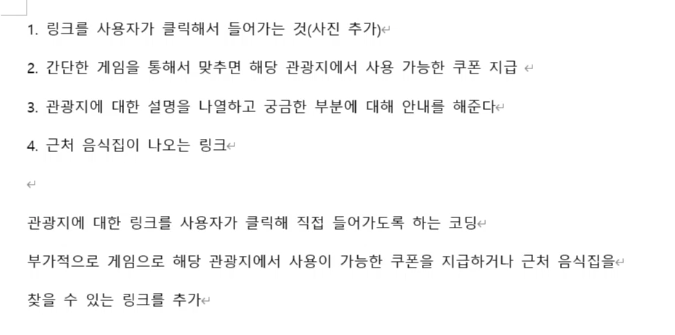 1. 링크를 사용자가 클릭해서 들어가는 것(사진 추가)
2. 간단한 게임을 통해서 맞추면 해당 관광지에서 사용 가능한 쿠폰 지급
3. 관광지에 대한 설명을 나열하고 궁금한 부분에 대해 안내를 해준다
4. 근처 음식집이 나오는 링크
관광지에 대한 링크를 사용자가 클릭해 직접 들어가도록 하는 코딩
부가적으로 게임으로 해당 관광지에서 사용이 가능한 쿠폰을 지급하거나 근처 음식집을
찾을 수 있는 링크를 추가